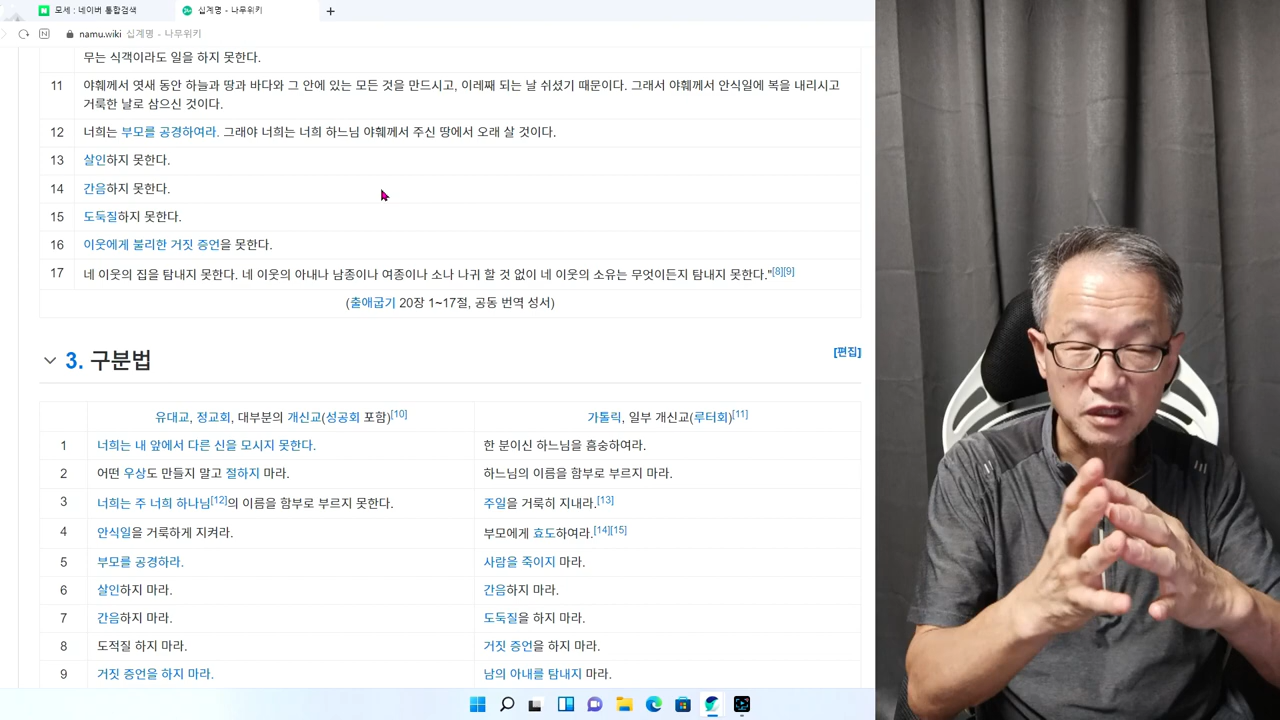 모세 : 네이버 통합검색
십계명 - 나무위키
namu.wiki 십계명 - 나무위키
무는 식객이라도 일을 하지 못한다.
11 야훼께서 엿새 동안 하늘과 땅과 바다와 그 안에 있는 모든 것을 만드시고, 이레째 되는 날 쉬셨기 때문이다. 그래서 야훼께서 안식일에 복을 내리시고
거룩한 날로 삼으신 것이다.
12 너희는 부모를 공경하여라. 그래야 너희는 너희 하느님 야훼께서 주신 땅에서 오래 살 것이다.
13 살인하지 못한다.
14 간음하지 못한다.
15 도둑질하지 못한다.
16 이웃에게 불리한 거짓 증언을 못한다.
17 네 이웃의 집을 탐내지 못한다. 네 이웃의 아내나 남종이나 여종이나 소나 나귀 할 것 없이 네 이웃의 소유는 무엇이든지 탐내지 못한다."[8][9]
(출애굽기 20장 1~17절, 공동 번역 성서)
3. 구분법 [편집]
유대교, 정교회, 대부분의 개신교(성공회 포함)[10] 가톨릭, 일부 개신교(루터회)[11]
1 너희는 내 앞에서 다른 신을 모시지 못한다. 한 분이신 하느님을 흠숭하여라.
2 어떤 우상도 만들지 말고 절하지 마라. 하느님의 이름을 함부로 부르지 마라.
3 너희는 주 너희 하나님[12]의 이름을 함부로 부르지 못한다. 주일을 거룩히 지내라.[13]
4 안식일을 거룩하게 지켜라. 부모에게 효도하여라.[14][15]
5 부모를 공경하라. 사람을 죽이지 마라.
6 살인하지 마라. 간음하지 마라.
7 간음하지 마라. 도둑질을 하지 마라.
8 도적질 하지 마라. 거짓 증언을 하지 마라.
9 거짓 증언을 하지 마라. 남의 아내를 탐내지 마라.